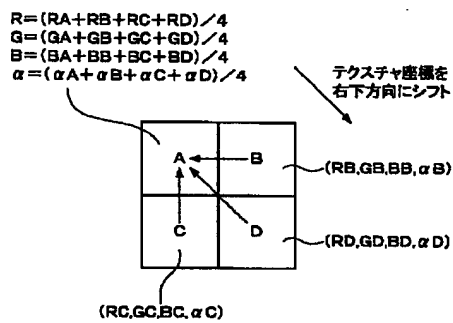 R=(RA+RB+RC+RD)/4
G=(GA+GB+GC+GD)/4
B=(BA+BB+BC+BD)/4
α=(αA+αB+αC+αD)/4
テクスチャ座標を
右下方向にシフト
A
B
(RB,GB,BB,αB)
C
D
(RD,GD,BD,αD)
(RC,GC,BC,αC)